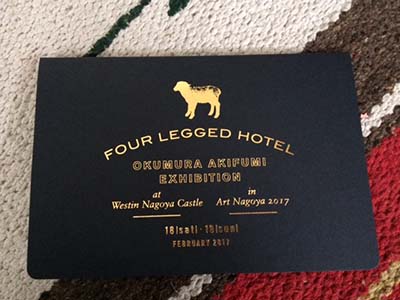 FOUR LEGGED HOTEL
OKUMURA AKIFUMI
EXHIBITION
at in
Westin Nagoya Castle Art Nagoya 2017
18[sat] - 19[sun]
FEBRUARY 2017